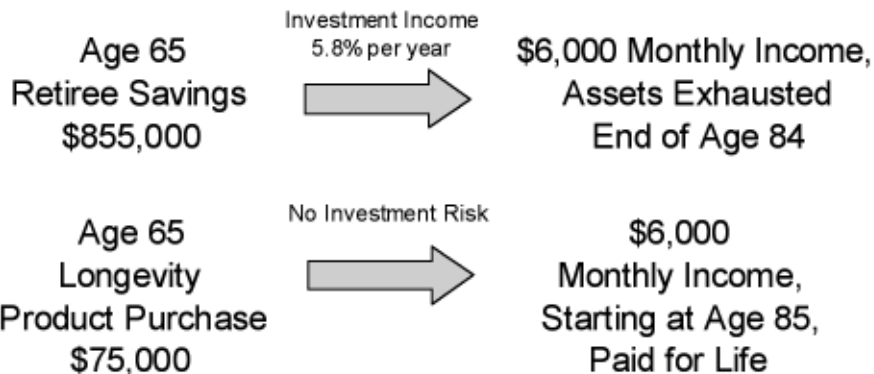 Age 65
Retiree Savings
$855,000
Investment Income
5.8% per year
$6,000 Monthly Income,
Assets Exhausted
End of Age 84
Age 65
Longevity
Product Purchase
$75,000
No Investment Risk
$6,000
Monthly Income,
Starting at Age 85,
Paid for Life